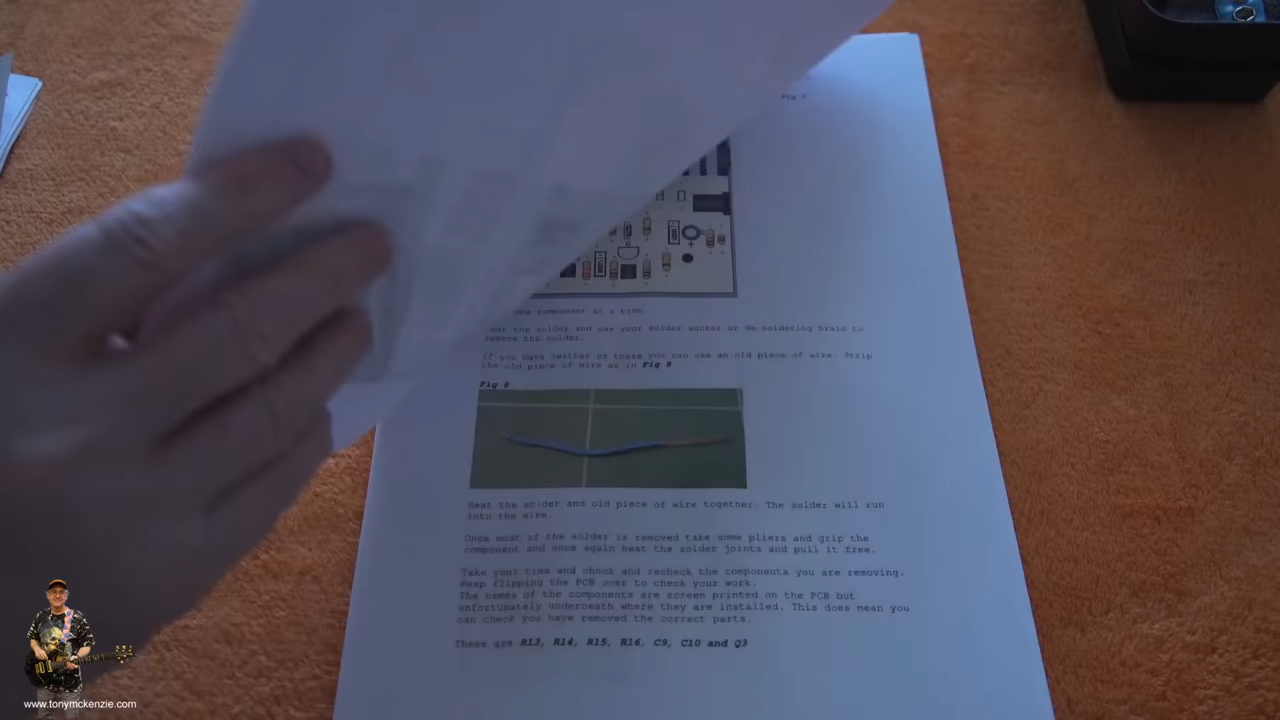 Fig 7
one component at a time.
eat the solder and use your solder sucker or de-soldering braid to
remove the solder.
If you have neither of these you can use an old piece of wire. Strip
the old piece of wire as in Fig 8
Fig 8
Heat the solder and old piece of wire together. The solder will run
into the wire.
Once most of the solder is removed take some pliers and grip the
component and once again heat the solder joints and pull it free.
Take your time and check and recheck the components you are removing.
Keep flipping the PCB over to check your work.
The names of the components are screen printed on the PCB but
unfortunately underneath where they are installed. This does mean you
can check you have removed the correct parts.
These are R13, R14, R15, R16, C9, C10 and Q3
www.tonymckenzie.com